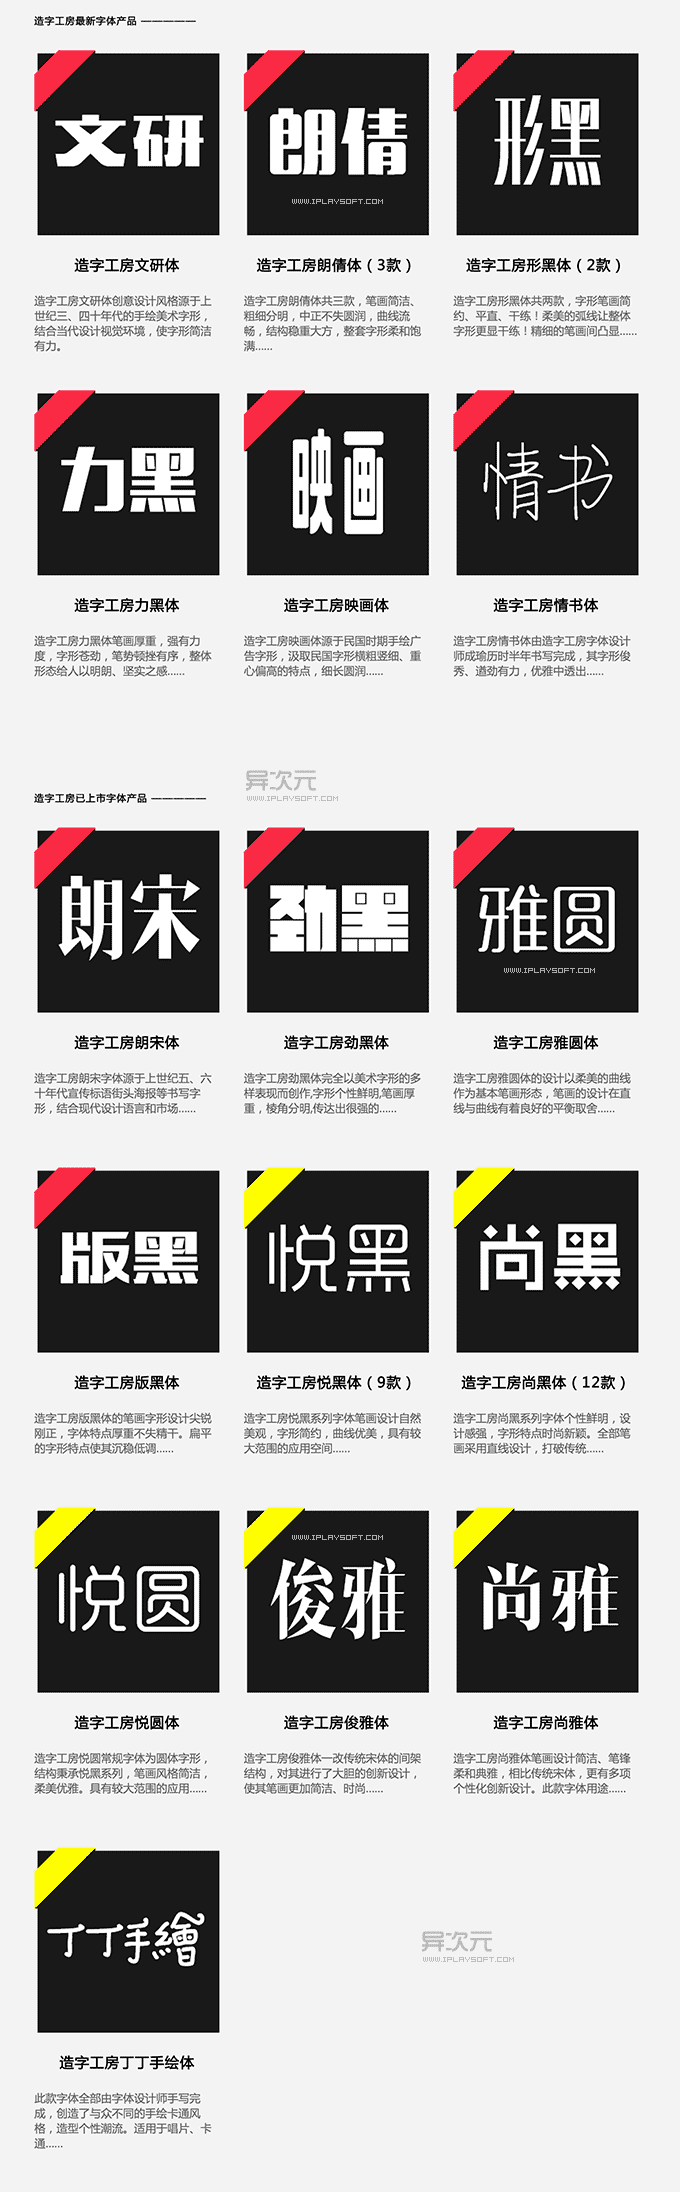 造字工房最新字体产品 —————
文研
朗倩
WWW.IPLAYSOFT.COM
形黑
造字工房文研体
造字工房朗倩体（3款）
造字工房形黑体（2款）
造字工房文研体创意设计风格源于上
世纪三、四十年代的手绘美术字形，
结合当代设计视觉环境，使字形简洁
有力。
造字工房朗倩体共三款，笔画简洁、
粗细分明，中正不失圆润，曲线流
畅，结构稳重大方，整套字形柔和饱
满......
造字工房形黑体共两款，字形笔画简
约、平直、干练！柔美的弧线让整体
字形更显干练！精细的笔画间凸显......
力黑
映画
情书
造字工房力黑体
造字工房映画体
造字工房情书体
造字工房力黑体笔画厚重，强有力
度，字形苍劲，笔势顿挫有序，整体
形态给人以明朗、坚实之感......
造字工房映画体源于民国时期手绘广
告字形，汲取民国字形横粗竖细、重
心偏高的特点，细长圆润......
造字工房情书体由造字工房字体设计
师成瑜历时半年书写完成，其字形俊
秀、遒劲有力，优雅中透出......
异次元
WWW.IPLAYSOFT.COM
造字工房已上市字体产品 —————
朗宋
劲黑
雅圆
WWW.IPLAYSOFT.COM
造字工房朗宋体
造字工房劲黑体
造字工房雅圆体
造字工房朗宋字体源于上世纪五、六
十年代宣传标语街头海报等书写字
形，结合现代设计语言和市场......
造字工房劲黑体完全以美术字形的多
样表现而创作,字形个性鲜明,笔画厚
重，棱角分明,传达出很强的......
造字工房雅圆体的设计以柔美的曲线
作为基本笔画形态，笔画的设计在直
线与曲线有着良好的平衡取舍......
版黑
悦黑
尚黑
造字工房版黑体
造字工房悦黑体（9款）
造字工房尚黑体（12款）
造字工房版黑体的笔画字形设计尖锐
刚正，字体特点厚重不失精干。扁平
的字形特点使其沉稳低调......
造字工房悦黑系列字体笔画设计自然
美观，字形简约，曲线优美，具有较
大范围的应用空间......
造字工房尚黑系列字体个性鲜明，设
计感强，字形特点时尚新颖。全部笔
画采用直线设计，打破传统......
悦圆
WWW.IPLAYSOFT.COM
俊雅
尚雅
造字工房悦圆体
造字工房俊雅体
造字工房尚雅体
造字工房悦圆常规字体为圆体字形，
结构秉承悦黑系列，笔画风格简洁，
柔美优雅。具有较大范围的应用......
造字工房俊雅体一改传统宋体的间架
结构，对其进行了大胆的创新设计，
使其笔画更加简洁、时尚......
造字工房尚雅体笔画设计简洁、笔锋
柔和典雅，相比传统宋体，更有多项
个性化创新设计。此款字体用途......
丁丁手繪
异次元
WWW.IPLAYSOFT.COM
造字工房丁丁手绘体
此款字体全部由字体设计师手写完
成，创造了与众不同的手绘卡通风
格，造型个性潮流。适用于唱片、卡
通......